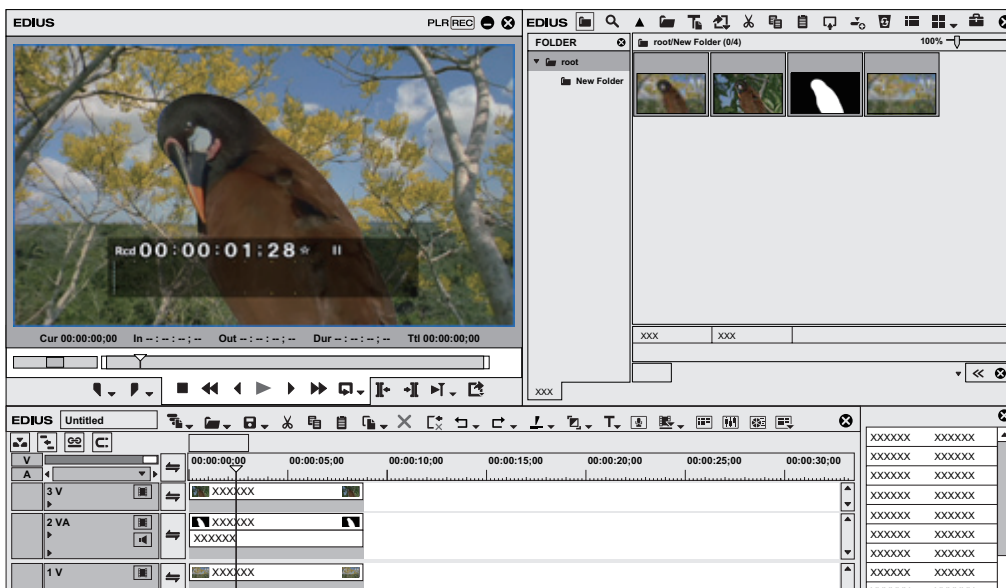 EDIUS PLR REC
Rcd 00:00:01;28 II
Cur 00:00:00;00 In --:--:--;-- Out --:--:--;-- Dur --:--:--;-- Ttl 00:00:00;00
EDIUS
FOLDER
root/New Folder (0/4) 100%
root
New Folder
xxx xxx
xxx
EDIUS Untitled
V
A
00:00:00;00 00:00:05;00 00:00:10;00 00:00:15;00 00:00:20;00 00:00:25;00 00:00:30;00
3 V XXXXXX
2 VA XXXXXX
XXXXXX
1 V XXXXXX
XXXXXX XXXXXX
XXXXXX XXXXXX
XXXXXX XXXXXX
XXXXXX XXXXXX
XXXXXX XXXXXX
XXXXXX XXXXXX
XXXXXX XXXXXX
XXXXXX XXXXXX